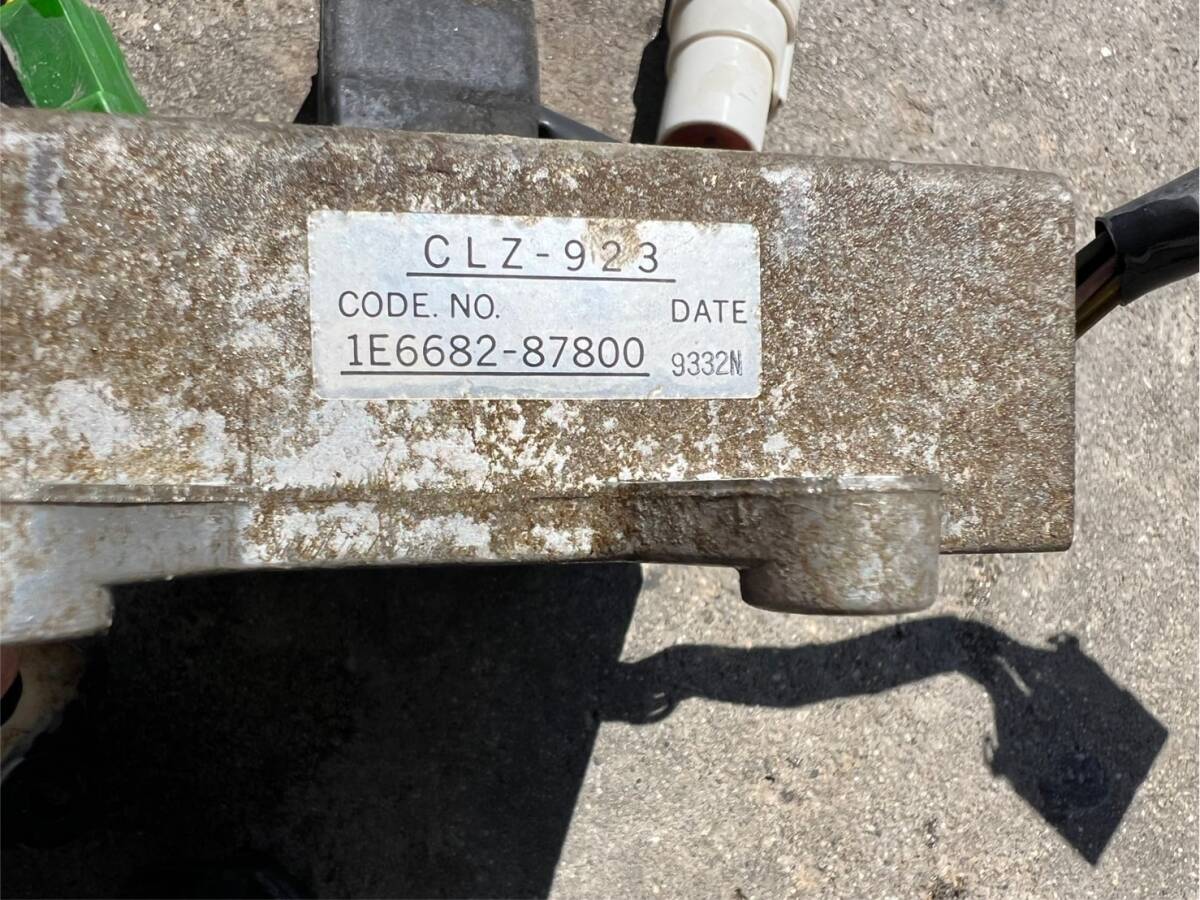 CLZ-923
CODE. NO. DATE
1E6682-87800 9332N